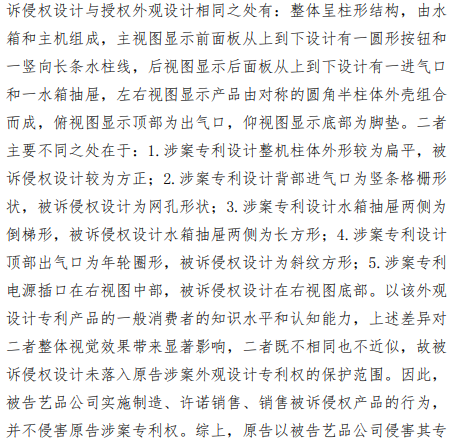 诉侵权设计与授权外观设计相同之处有：整体呈柱形结构，由水
箱和主机组成，主视图显示前面板从上到下设计有一圆形按钮和
一竖向长条水柱线，后视图显示后面板从上到下设计有一进气口
和一水箱抽屉，左右视图显示产品由对称的圆角半柱体外壳组合
而成，俯视图显示顶部为出气口，仰视图显示底部为脚垫。二者
主要不同之处在于：1.涉案专利设计整机柱体外形较为扁平，被
诉侵权设计较为方正；2.涉案专利设计背部进气口为竖条格栅形
状，被诉侵权设计为网孔形状；3.涉案专利设计水箱抽屉两侧为
倒梯形，被诉侵权设计水箱抽屉两侧为长方形；4.涉案专利设计
顶部出气口为年轮圈形，被诉侵权设计为斜纹方形；5.涉案专利
电源插口在右视图中部，被诉侵权设计在右视图底部。以该外观
设计专利产品的一般消费者的知识水平和认知能力，上述差异对
二者整体视觉效果带来显著影响，二者既不相同也不近似，故被
诉侵权设计未落入原告涉案外观设计专利权的保护范围。因此，
被告艺品公司实施制造、许诺销售、销售被诉侵权产品的行为，
并不侵害原告涉案专利权。综上，原告以被告艺品公司侵害其专